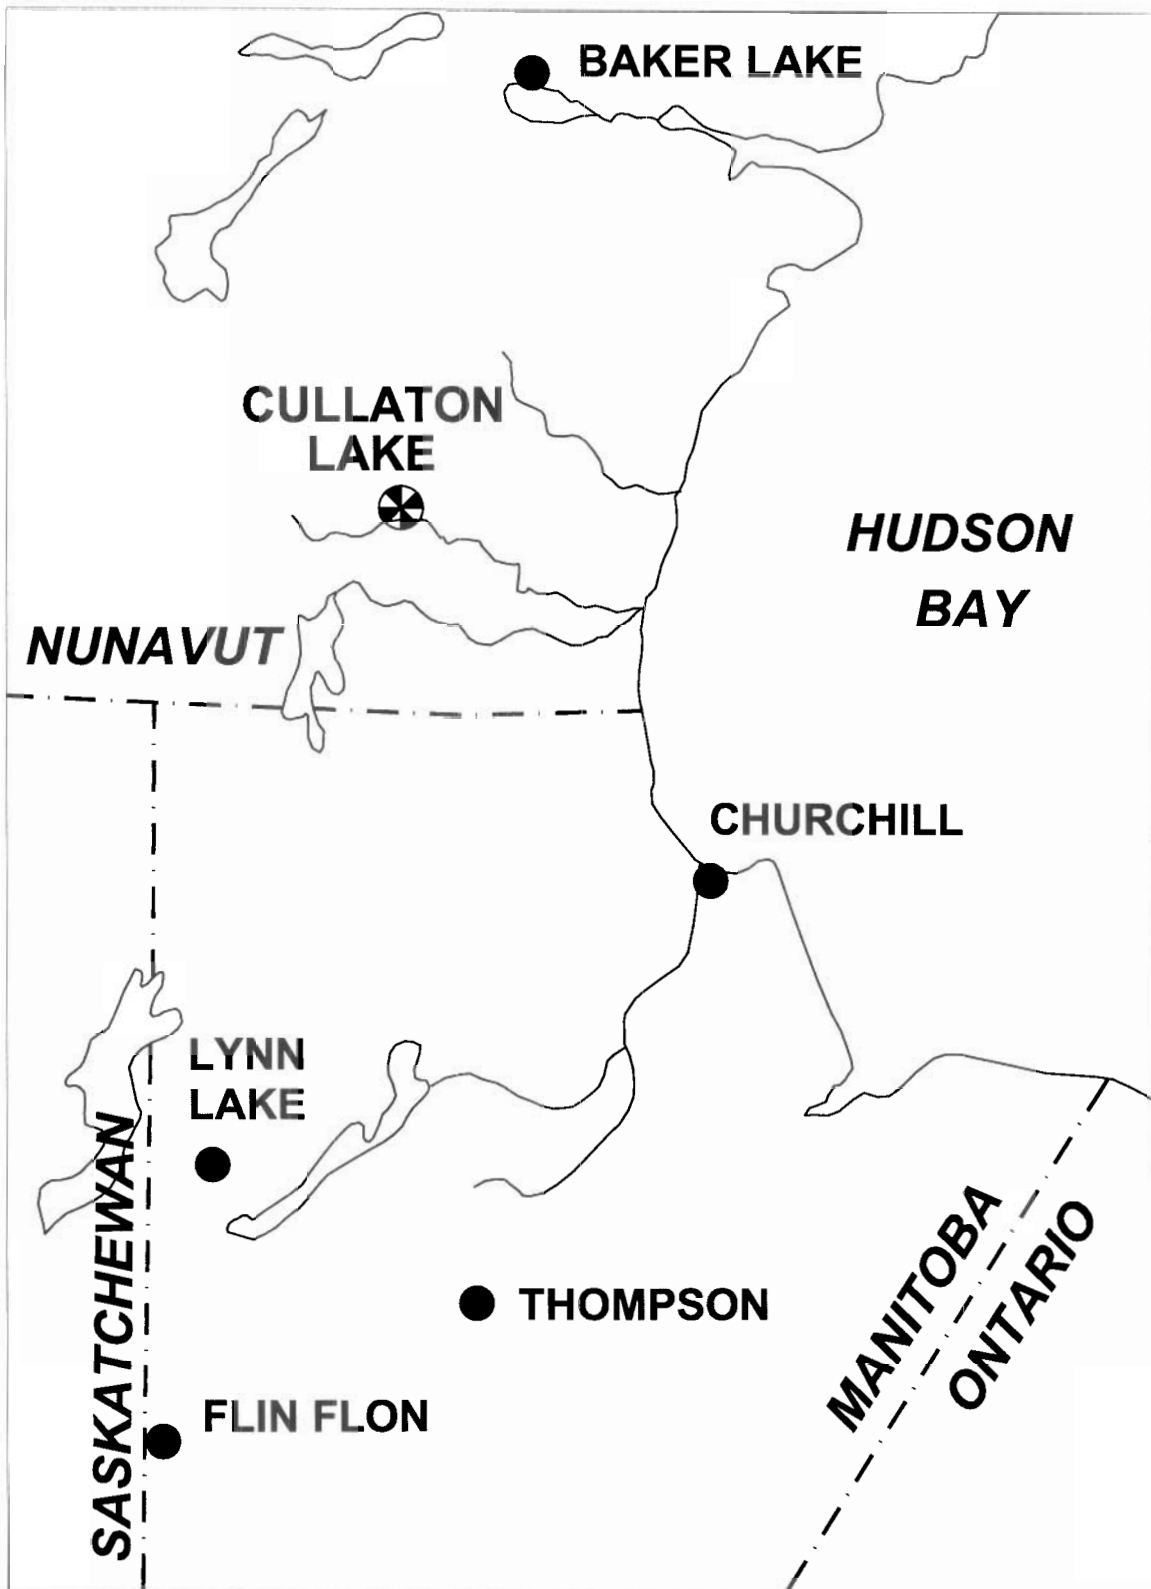 BAKER LAKE
CULLATON
LAKE
HUDSON
BAY
NUNAVUT
CHURCHILL
LYNN
LAKE
SASKATCHEWAN
MANITOBA
ONTARIO
THOMPSON
FLIN FLON